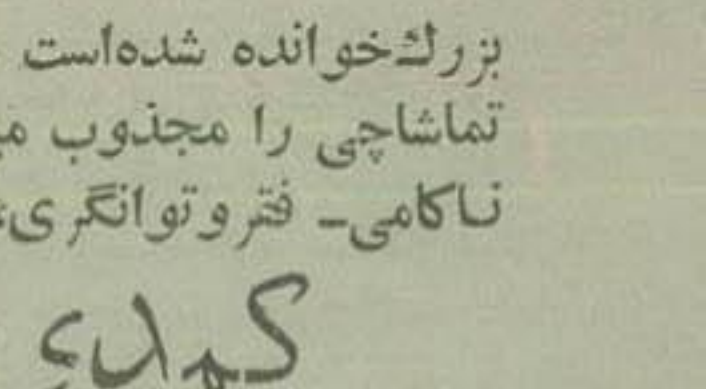 بزرگ خوانده شده‌است
تماشاچی را مجذوب
ناکامی ـ فقر و توانگری،